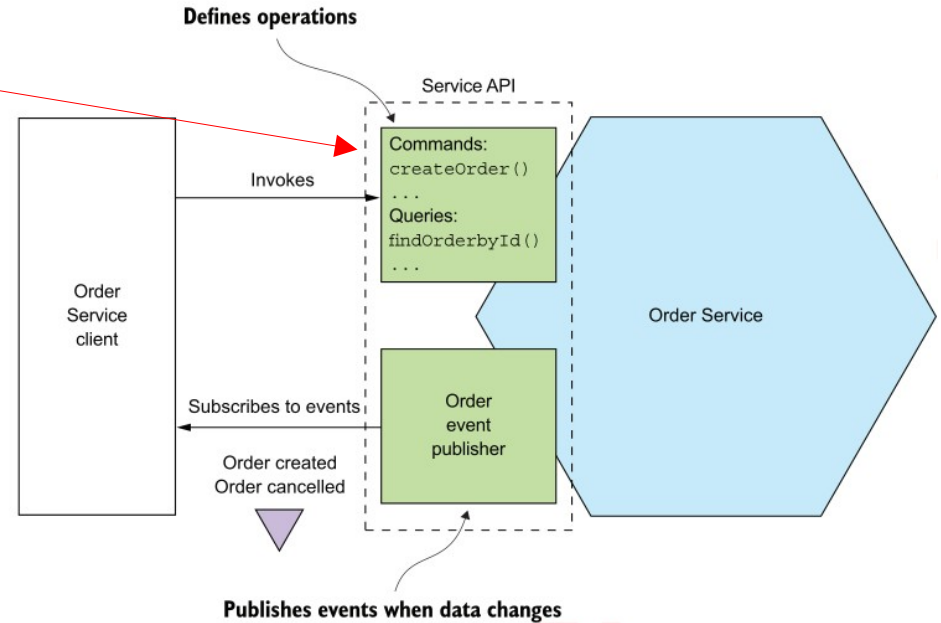 Defines operations
Service API
Commands:
createOrder()
...
Queries:
findOrderbyId()
...
Invokes
Order
Service
client
Order Service
Subscribes to events
Order
event
publisher
Order created
Order cancelled
Publishes events when data changes